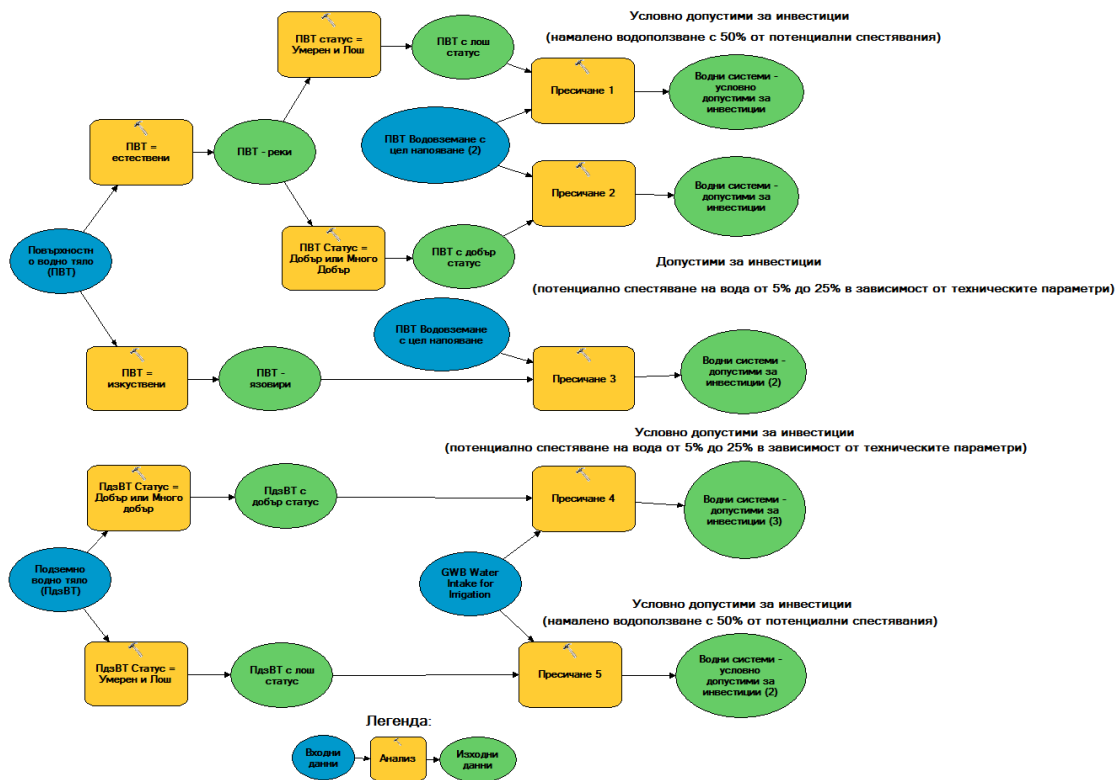 Условно допустими за инвестиции
(намалено водоползване с 50% от потенциални спестявания)
ПВТ статус =
Умерен и Лош
ПВТ с лош
статус
Пресичане 1
Водни системи -
условно
допустими за
инвестиции
ПВТ =
естествени
ПВТ - реки
ПВТ Водовземане с
цел напояване (2)
Пресичане 2
Водни системи -
допустими за
инвестиции
Повърхностн
о водно тяло
(ПВТ)
ПВТ Статус =
Добър или Много
Добър
ПВТ с добър
статус
Допустими за инвестиции
(потенциално спестяване на вода от 5% до 25% в зависимост от техническите параметри)
ПВТ Водовземане
с цел напояване
ПВТ =
изкуствени
ПВТ -
язовири
Пресичане 3
Водни системи -
допустими за
инвестиции (2)
Условно допустими за инвестиции
(потенциално спестяване на вода от 5% до 25% в зависимост от техническите параметри)
ПдзВТ Статус =
Добър или Много
добър
ПдзВТ с
добър статус
Пресичане 4
Водни системи -
допустими за
инвестиции (3)
Подземно
водно тяло
(ПдзВТ)
GWB Water
Intake for
Irrigation
Условно допустими за инвестиции
(намалено водоползване с 50% от потенциални спестявания)
ПдзВТ Статус =
Умерен и Лош
ПдзВТ с лош
статус
Пресичане 5
Водни системи -
условно
допустими за
инвестиции (2)
Легенда:
Входни
данни
Анализ
Изходни
данни